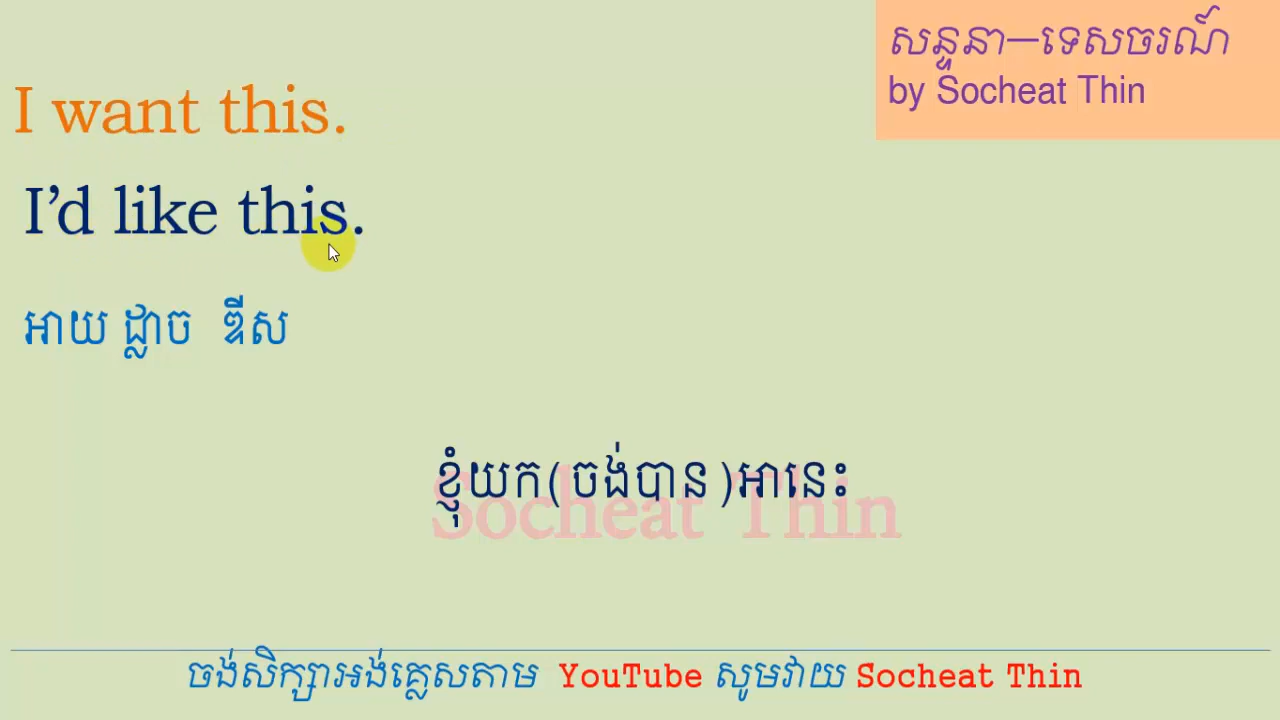 សន្ទនា—ទេសចរណ៍
by Socheat Thin
I want this.
I’d like this.
អាយ ដ្លាច ឌីស
ខ្ញុំយក(ចង់បាន)អានេះ
Socheat Thin
ចង់សិក្សាអង់គ្លេសតាម YouTube សូមវាយ Socheat Thin